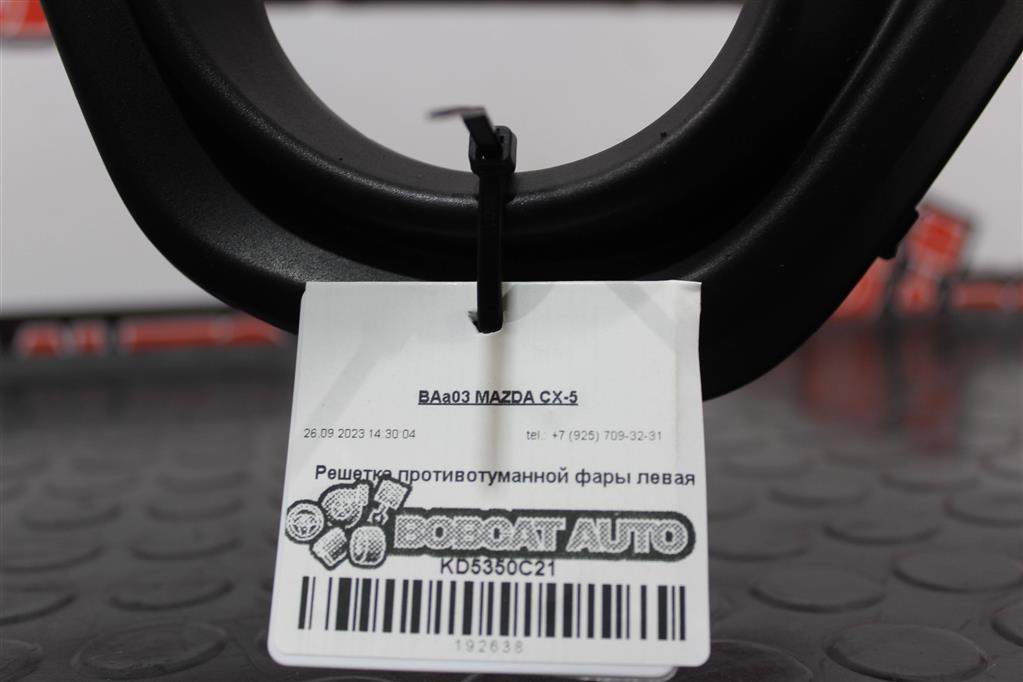 BAa03 MAZDA CX-5
26.09.2023 14:30:04 tel.: +7 (925) 709-32-31
Решетка противотуманной фары левая
BOBCAT AUTO
KD5350C21
192638